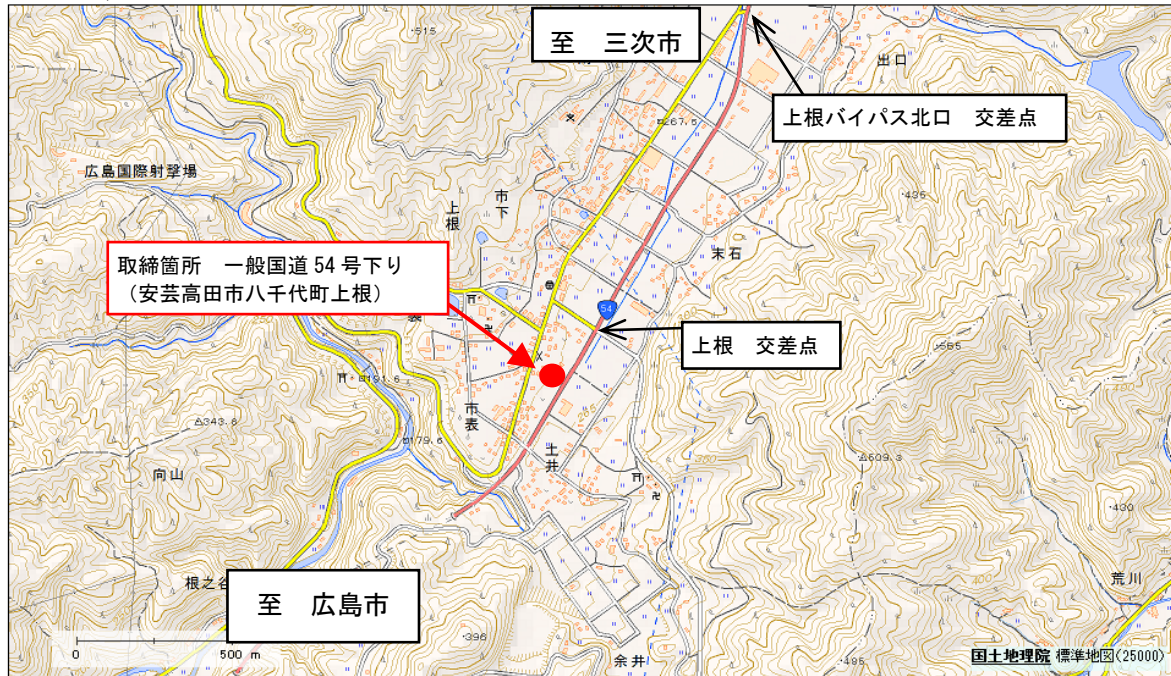 ・515
至　三次市
出口
上根バイパス北口　交差点
267.5
広島国際射撃場
市下
上根
・435
取締箇所　一般国道 54 号下り
（安芸高田市八千代町上根）
末石
54
上根　交差点
・565
191.6
市表
343.8
179.6
土井
609.3
向山
・430
根之谷
荒川
至　広島市
・396
0　500 m
余井
・485
国土地理院 標準地図(25000)